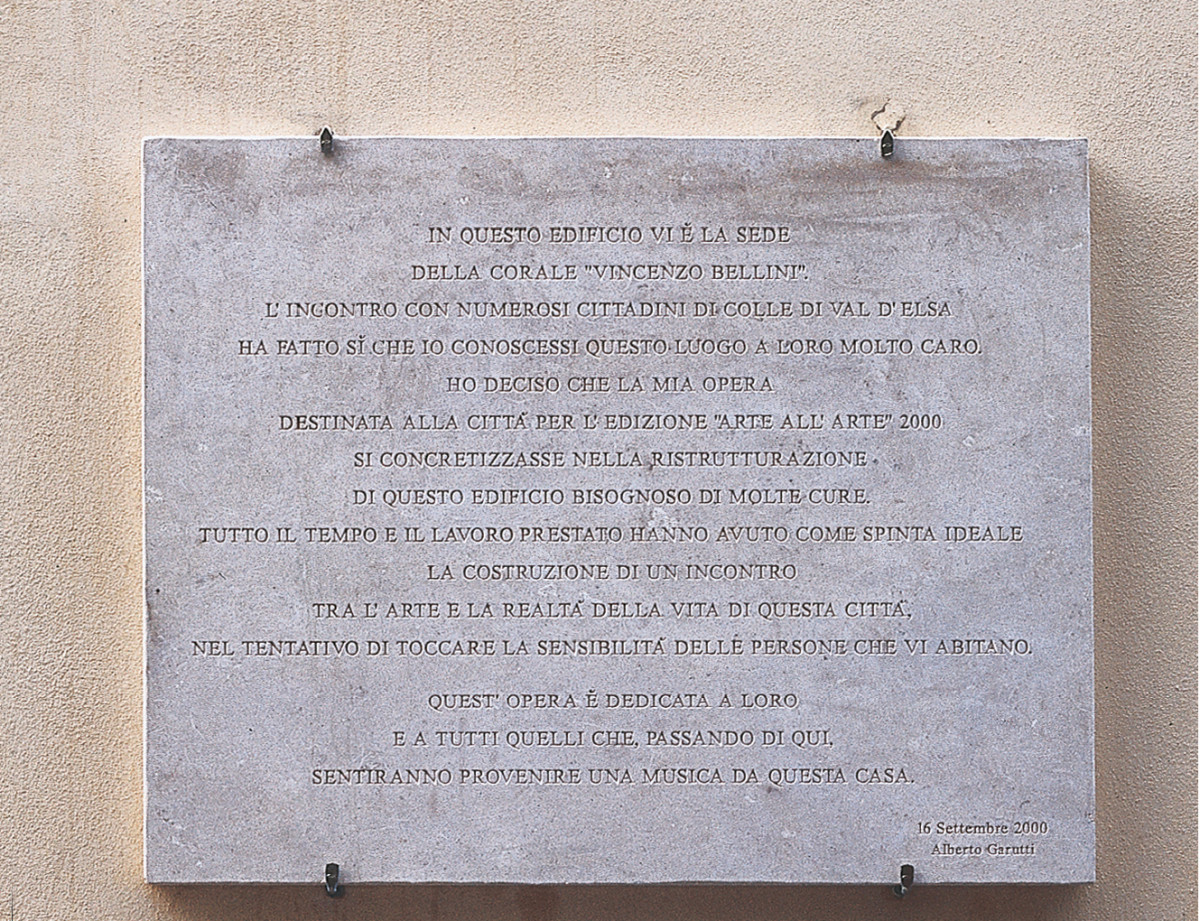 IN QUESTO EDIFICIO VI È LA SEDE
DELLA CORALE "VINCENZO BELLINI".
L' INCONTRO CON NUMEROSI CITTADINI DI COLLE DI VAL D' ELSA
HA FATTO SÌ CHE IO CONOSCESSI QUESTO LUOGO A LORO MOLTO CARO.
HO DECISO CHE LA MIA OPERA
DESTINATA ALLA CITTÀ PER L' EDIZIONE "ARTE ALL' ARTE" 2000
SI CONCRETIZZASSE NELLA RISTRUTTURAZIONE
DI QUESTO EDIFICIO BISOGNOSO DI MOLTE CURE.
TUTTO IL TEMPO E IL LAVORO PRESTATO HANNO AVUTO COME SPINTA IDEALE
LA COSTRUZIONE DI UN INCONTRO
TRA L' ARTE E LA REALTÀ DELLA VITA DI QUESTA CITTÀ,
NEL TENTATIVO DI TOCCARE LA SENSIBILITÀ DELLE PERSONE CHE VI ABITANO.
QUEST' OPERA È DEDICATA A LORO
E A TUTTI QUELLI CHE, PASSANDO DI QUI,
SENTIRANNO PROVENIRE UNA MUSICA DA QUESTA CASA.
16 Settembre 2000
Alberto Garutti